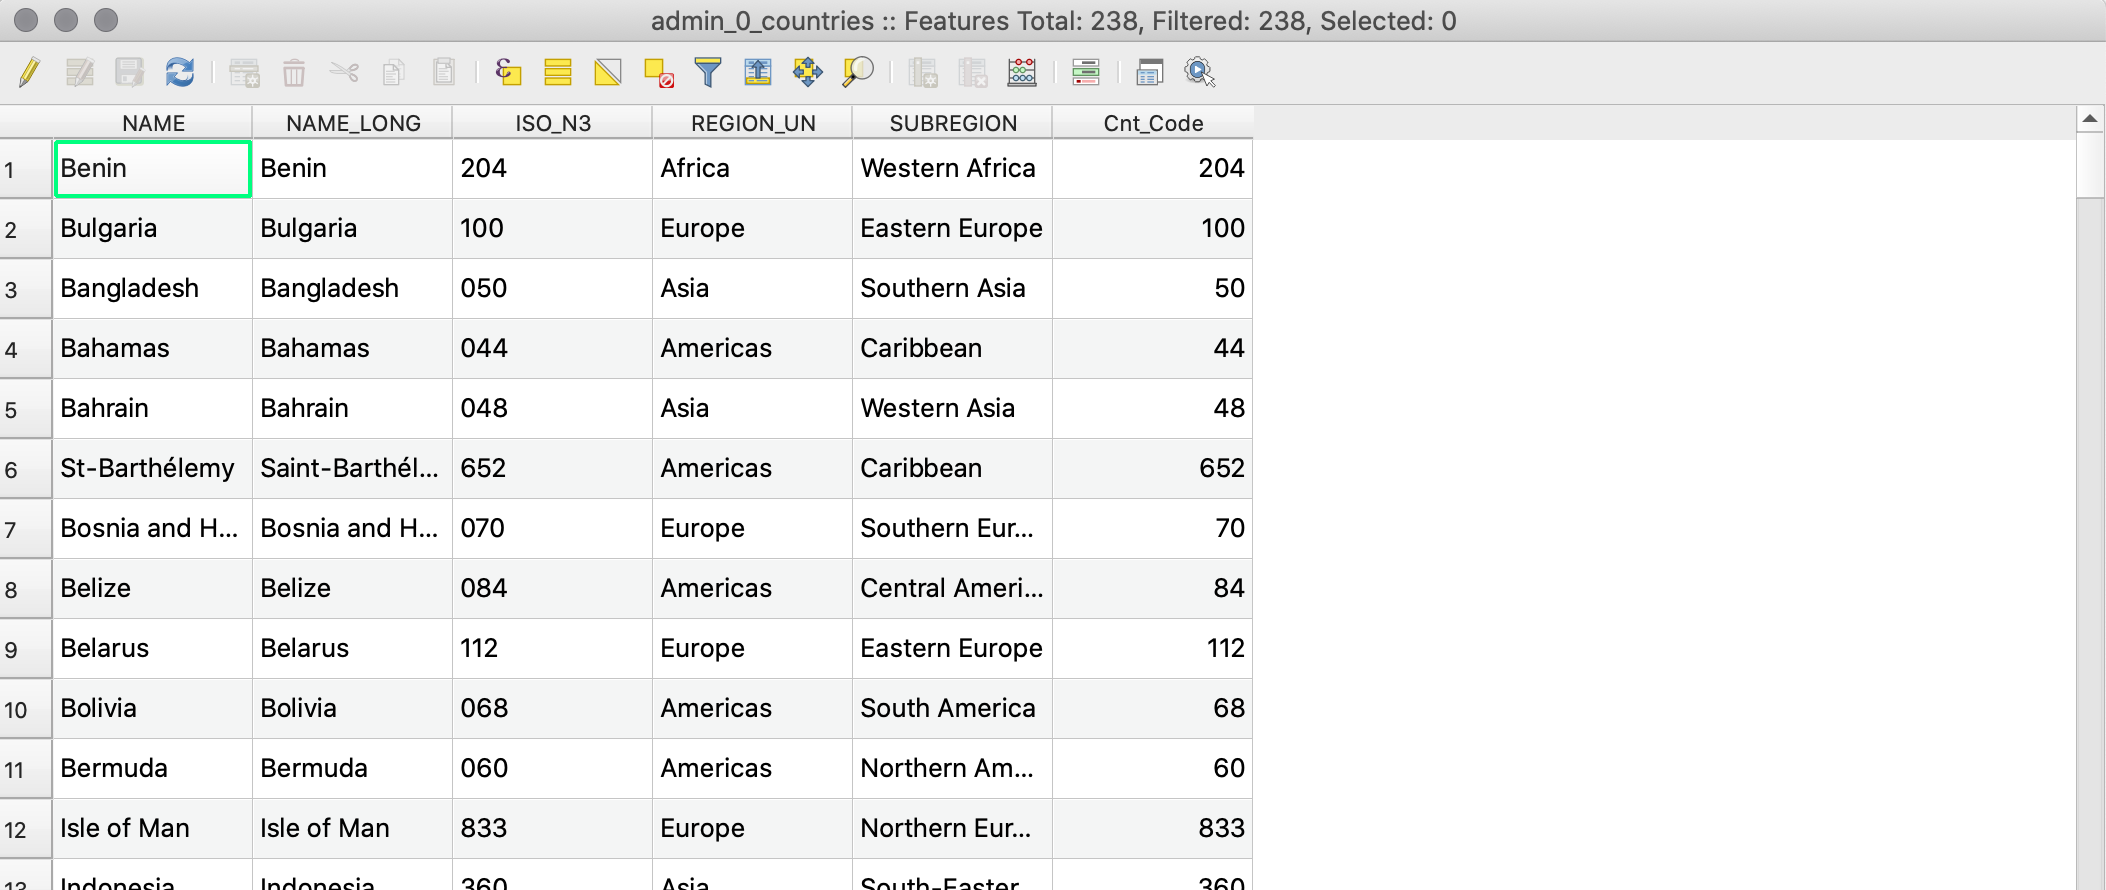 admin_0_countries :: Features Total: 238, Filtered: 238, Selected: 0
NAME NAME_LONG ISO_N3 REGION_UN SUBREGION Cnt_Code
1 Benin Benin 204 Africa Western Africa 204
2 Bulgaria Bulgaria 100 Europe Eastern Europe 100
3 Bangladesh Bangladesh 050 Asia Southern Asia 50
4 Bahamas Bahamas 044 Americas Caribbean 44
5 Bahrain Bahrain 048 Asia Western Asia 48
6 St-Barthélemy Saint-Barthél... 652 Americas Caribbean 652
7 Bosnia and H... Bosnia and H... 070 Europe Southern Eur... 70
8 Belize Belize 084 Americas Central Ameri... 84
9 Belarus Belarus 112 Europe Eastern Europe 112
10 Bolivia Bolivia 068 Americas South America 68
11 Bermuda Bermuda 060 Americas Northern Am... 60
12 Isle of Man Isle of Man 833 Europe Northern Eur... 833
13 Indonesia Indonesia 360 Asia South-Easter 360